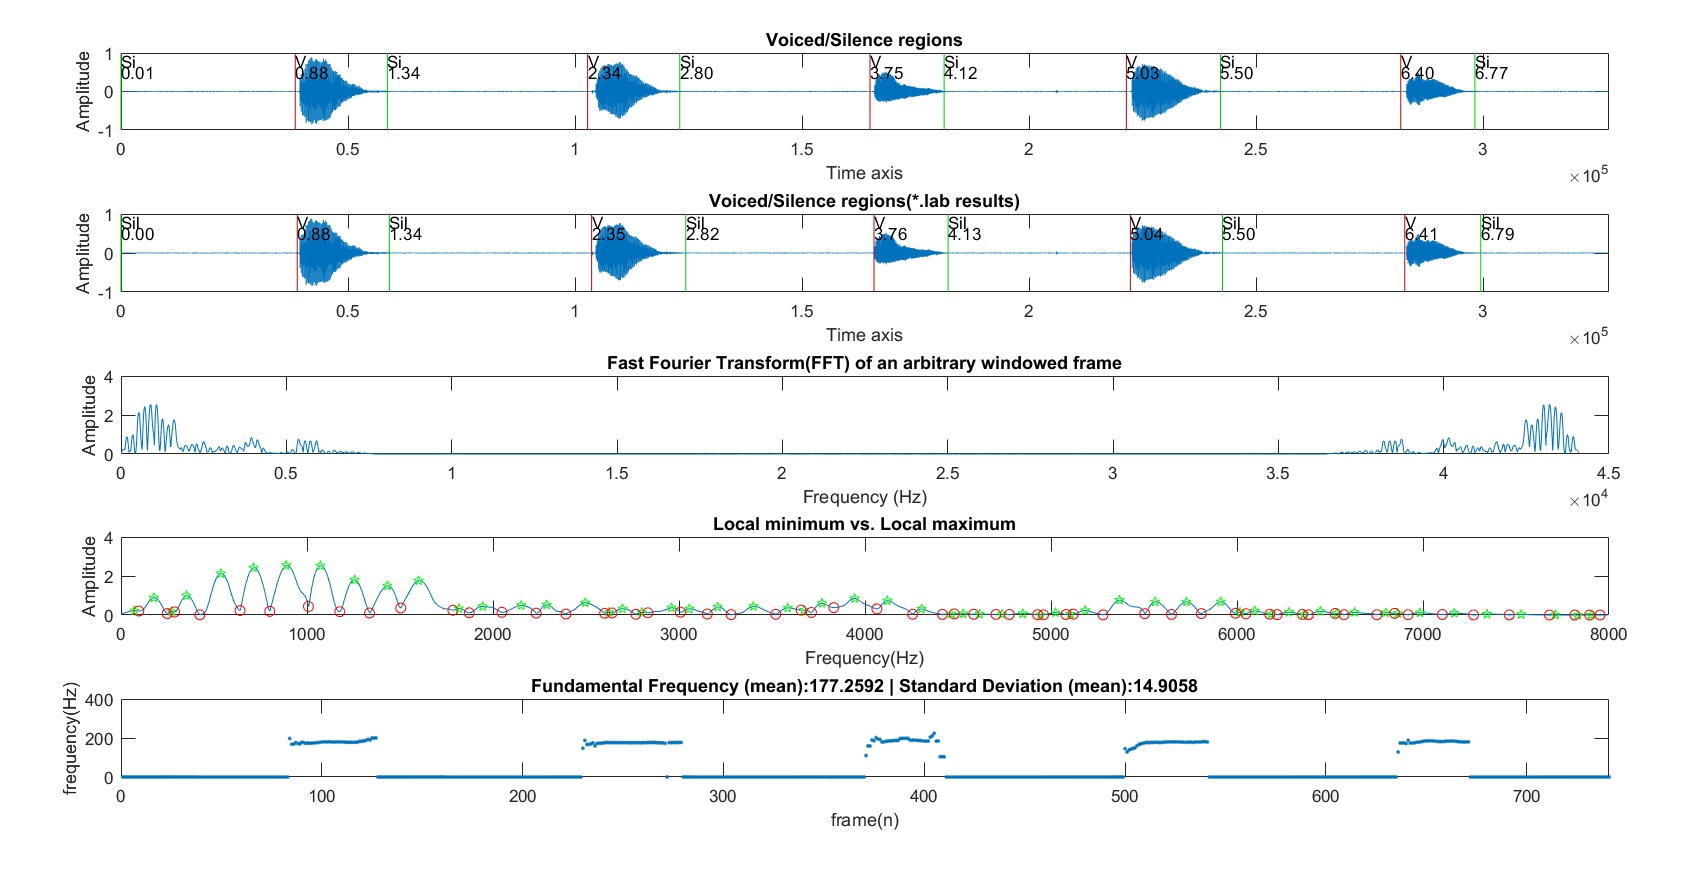 Voiced/Silence regions
Amplitude
1
0
-1
Si V Si V Si V Si V Si V Si
0.01 0.88 1.34 2.34 2.80 3.75 4.12 5.03 5.50 6.40 6.77
0 0.5 1 1.5 2 2.5 3
Time axis
×10^5
Voiced/Silence regions(*.lab results)
Amplitude
1
0
-1
Sil V Sil V Sil V Sil V Sil V Sil
0.00 0.88 1.34 2.35 2.82 3.76 4.13 5.04 5.50 6.41 6.79
0 0.5 1 1.5 2 2.5 3
Time axis
×10^5
Fast Fourier Transform(FFT) of an arbitrary windowed frame
Amplitude
4
2
0
0 0.5 1 1.5 2 2.5 3 3.5 4 4.5
Frequency (Hz)
×10^4
Local minimum vs. Local maximum
Amplitude
4
2
0
0 1000 2000 3000 4000 5000 6000 7000 8000
Frequency(Hz)
Fundamental Frequency (mean):177.2592 | Standard Deviation (mean):14.9058
frequency(Hz)
400
200
0
0 100 200 300 400 500 600 700
frame(n)